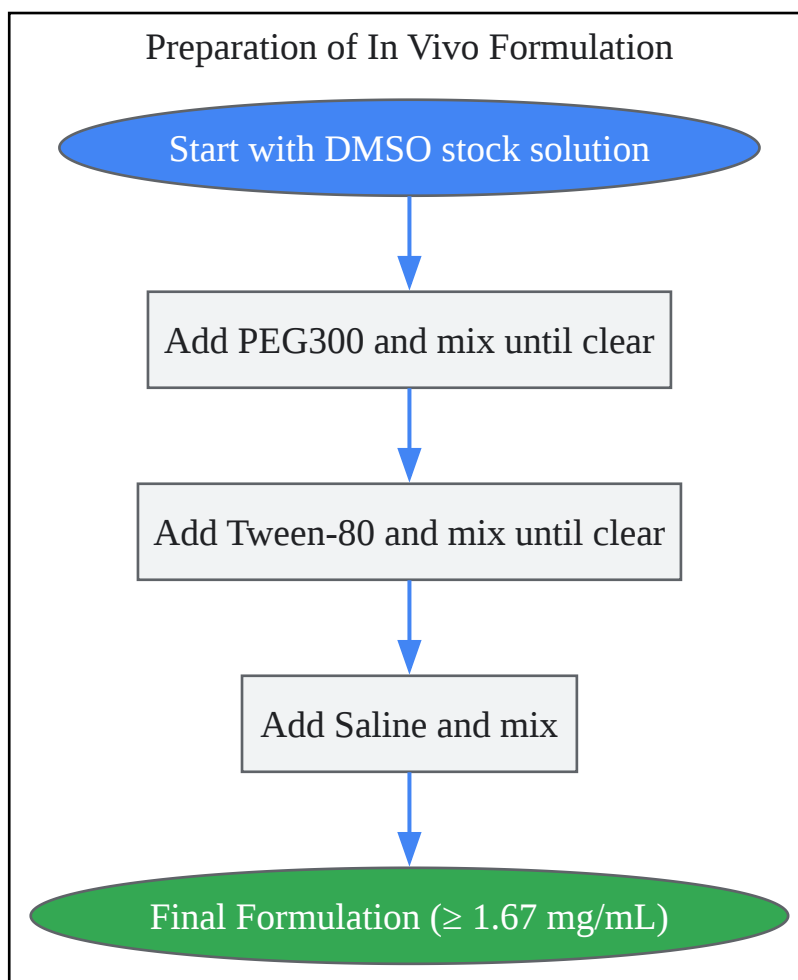 Preparation of In Vivo Formulation
Start with DMSO stock solution
Add PEG300 and mix until clear
Add Tween-80 and mix until clear
Add Saline and mix
Final Formulation (≥ 1.67 mg/mL)